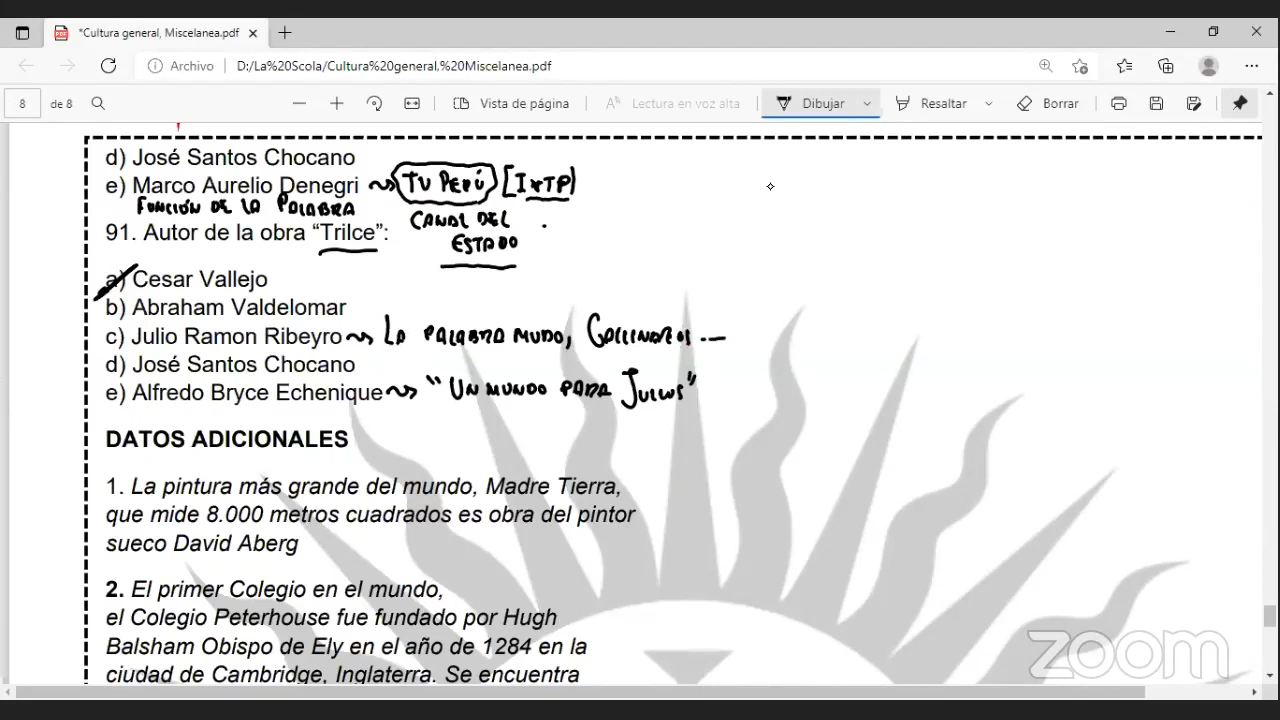 *Cultura general, Miscelanea.pdf
Archivo D:/La%20Scola/Cultura%20general,%20Miscelanea.pdf
8 de 8 Vista de página Lectura en voz alta Dibujar Resaltar Borrar
d) José Santos Chocano
e) Marco Aurelio Denegri TV PERÚ [IRTP]
FUNCIÓN DE LA PALABRA
CANAL DEL
91. Autor de la obra “Trilce”:
ESTADO
a) Cesar Vallejo
b) Abraham Valdelomar
c) Julio Ramon Ribeyro LA PALABRA MUDO,
d) José Santos Chocano
e) Alfredo Bryce Echenique "UN MUNDO PARA JULIUS"
DATOS ADICIONALES
1. La pintura más grande del mundo, Madre Tierra,
que mide 8.000 metros cuadrados es obra del pintor
sueco David Aberg
2. El primer Colegio en el mundo,
el Colegio Peterhouse fue fundado por Hugh
Balsham Obispo de Ely en el año de 1284 en la
ciudad de Cambridge, Inglaterra. Se encuentra
zoom